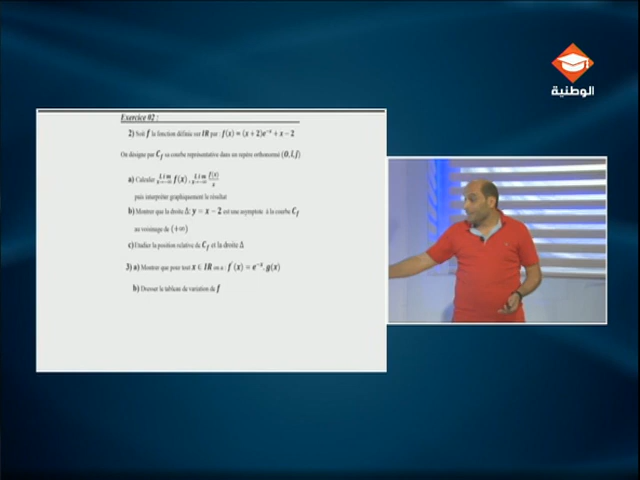 الوطنية
Exercice 02 :
2) Soit f la fonction définie sur IR par : f(x) = (x + 2)e⁻ˣ + x − 2
On désigne par C_f sa courbe représentative dans un repère orthonormé (O, i, j)
a) Calculer Lim x→−∞ f(x) , Lim x→−∞ f(x)/x
puis interpréter graphiquement le résultat
b) Montrer que la droite Δ: y = x − 2 est une asymptote à la courbe C_f
au voisinage de (+∞)
c) Etudier la position relative de C_f et la droite Δ
3) a) Montrer que pour tout x ∈ IR on a : f'(x) = e⁻ˣ. g(x)
b) Dresser le tableau de variation de f